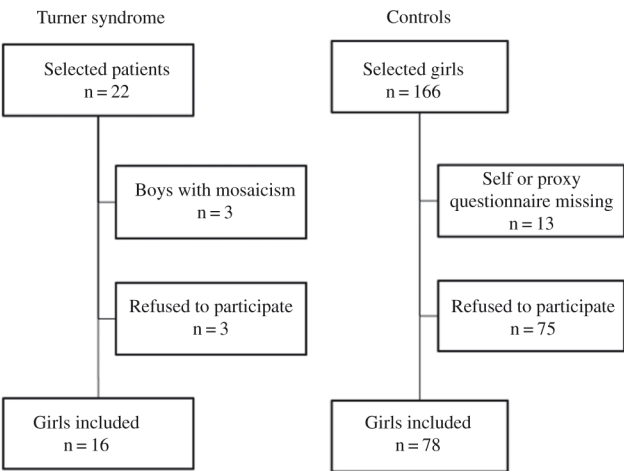 Turner syndrome
Selected patients
n = 22
Boys with mosaicism
n = 3
Refused to participate
n = 3
Girls included
n = 16
Controls
Selected girls
n = 166
Self or proxy
questionnaire missing
n = 13
Refused to participate
n = 75
Girls included
n = 78